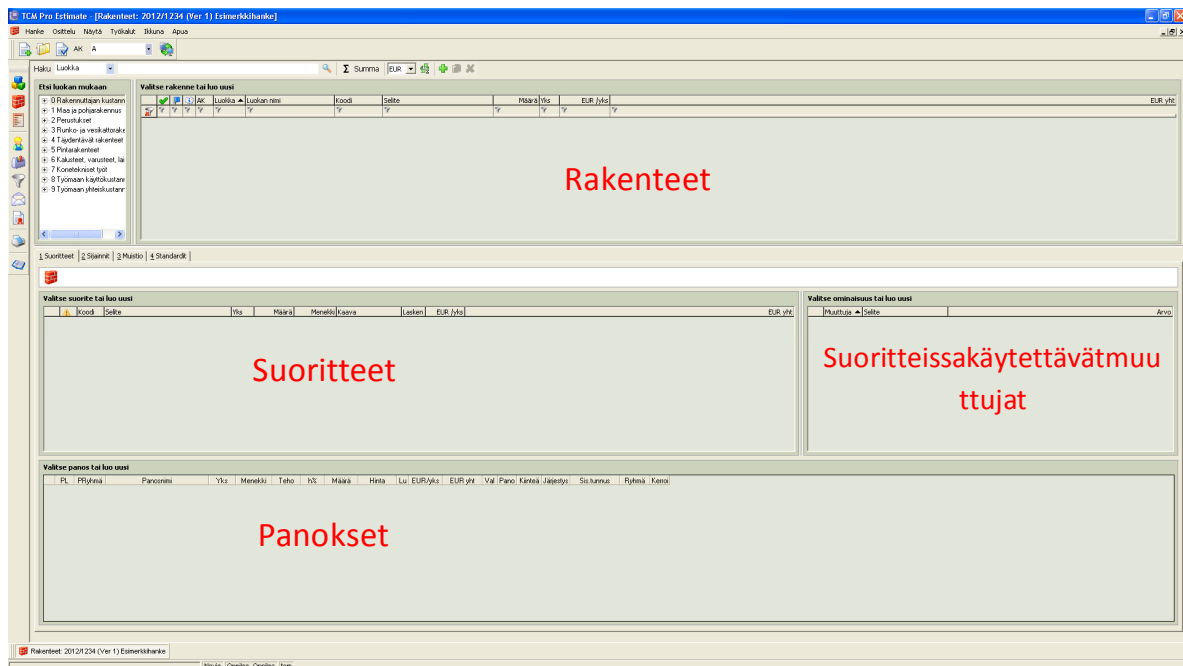 TCM Pro Estimate - [Rakenteet: 2012/1234 (Ver 1) Esimerkkihanke]
Hanke Osittelu Näytä Työkalut Ikkuna Apua
AK A
Haku Luokka Σ Summa EUR
Etsi luokan mukaan
0 Rakennuttajan kustann
1 Maa ja pohjarakennus
2 Perustukset
3 Runko- ja vesikattorake
4 Täydentävät rakenteet
5 Pintarakenteet
6 Kalusteet, varusteet, lai
7 Konetekniset työt
8 Työmaan käyttökustanr
9 Työmaan yhteiskustanr
Valitse rakenne tai luo uusi
AK Luokka Luokan nimi Koodi Selite Määrä Yks EUR /yks EUR yht
Rakenteet
1 Suoritteet 2 Sijainnit 3 Muistio 4 Standardit
Valitse suorite tai luo uusi
Koodi Selite Yks Määrä Menekki Kaava Lasken EUR /yks EUR yht
Suoritteet
Valitse ominaisuus tai luo uusi
Muuttuja Selite Arvo
Suoritteissakäytettävätmuu
ttujat
Valitse panos tai luo uusi
PL PRyhmä Panosnimi Yks Menekki Teho h% Määrä Hinta Lu EUR/yks EUR yht Val Pano Kinteä Järjestys Sis.tunnus Ryhmä Kerroi
Panokset
Rakenteet: 2012/1234 (Ver 1) Esimerkkihanke